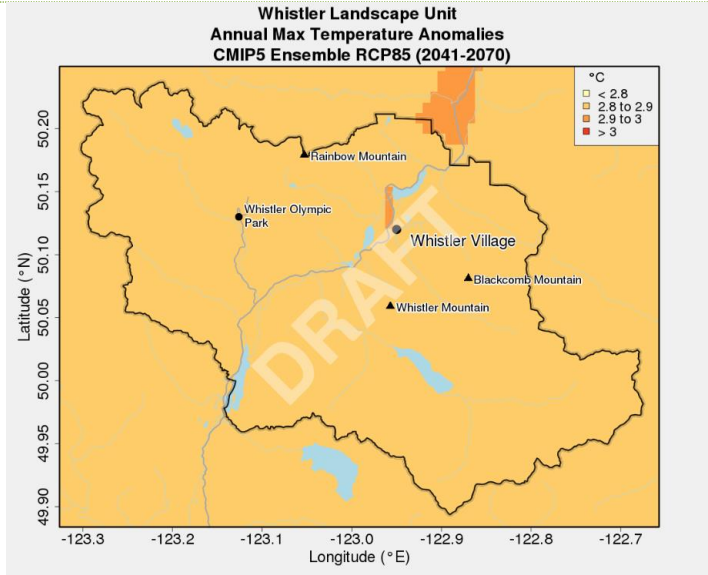 Whistler Landscape Unit
Annual Max Temperature Anomalies
CMIP5 Ensemble RCP85 (2041-2070)
°C
< 2.8
2.8 to 2.9
2.9 to 3
> 3
50.20
50.15
50.10
50.05
50.00
49.95
49.90
Latitude (°N)
Rainbow Mountain
Whistler Olympic
Park
Whistler Village
Blackcomb Mountain
Whistler Mountain
DRAFT
-123.3 -123.2 -123.1 -123.0 -122.9 -122.8 -122.7
Longitude (°E)